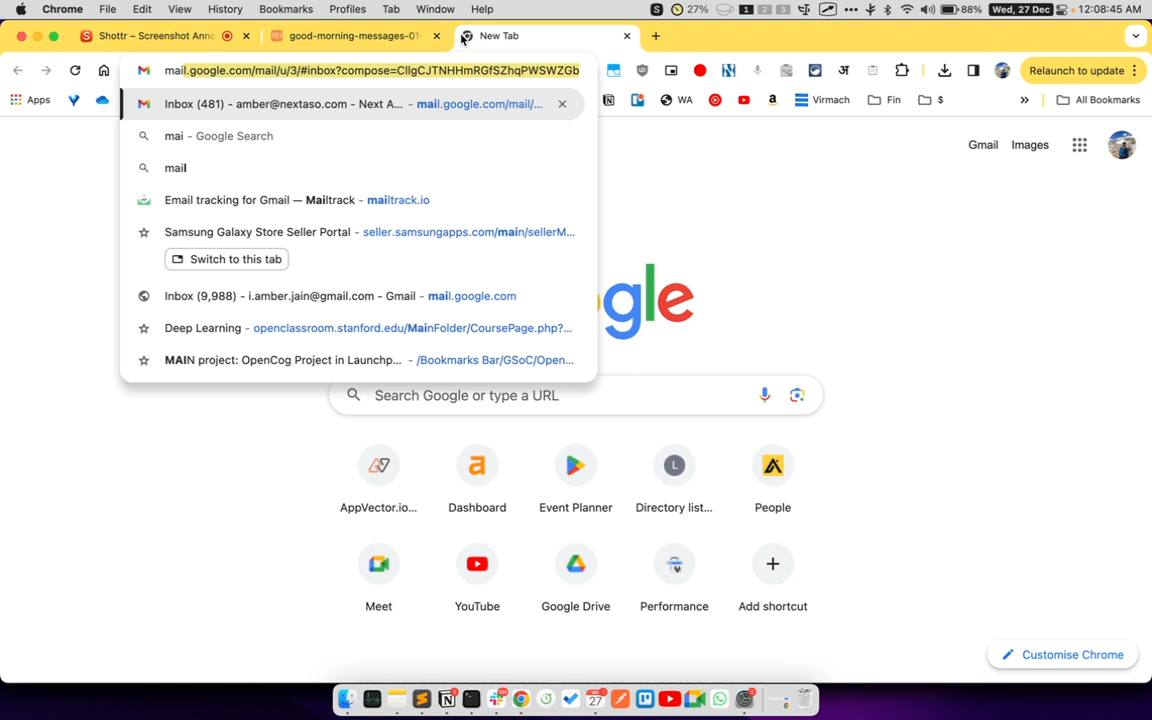 Chrome File Edit View History Bookmarks Profiles Tab Window Help 27% 1 2 3 88% Wed, 27 Dec 12:08:45 AM
Shottr – Screenshot Anno
good-morning-messages-01-
New Tab
mail.google.com/mail/u/3/#inbox?compose=CllgCJTNHHmRGfSZhqPWSWZGb
अ
Relaunch to update
Apps
WA
Virmach
Fin
$
»
All Bookmarks
Inbox (481) - amber@nextaso.com - Next A... - mail.google.com/mail/...
mai - Google Search
mail
Email tracking for Gmail — Mailtrack - mailtrack.io
Samsung Galaxy Store Seller Portal - seller.samsungapps.com/main/sellerM...
Switch to this tab
Inbox (9,988) - i.amber.jain@gmail.com - Gmail - mail.google.com
Deep Learning - openclassroom.stanford.edu/MainFolder/CoursePage.php?...
MAIN project: OpenCog Project in Launchp... - /Bookmarks Bar/GSoC/Open...
Gmail Images
ogle
Search Google or type a URL
L
AppVector.io... Dashboard Event Planner Directory list... People
Meet YouTube Google Drive Performance Add shortcut
Customise Chrome
27